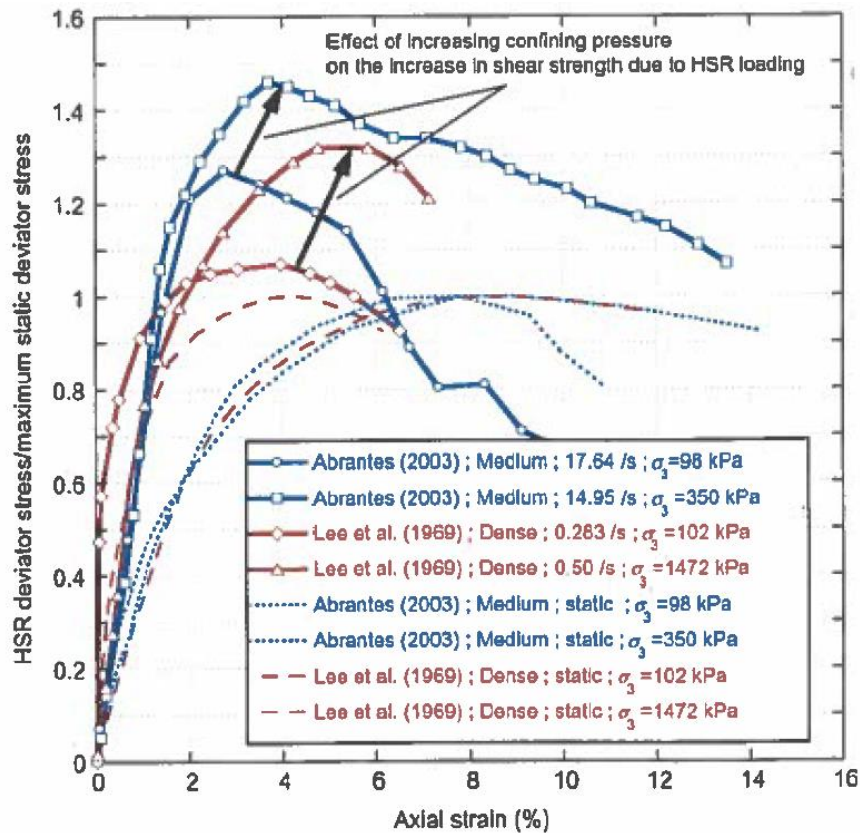 Effect of increasing confining pressure
on the increase in shear strength due to HSR loading
HSR deviator stress/maximum static deviator stress
1.6
1.4
1.2
1
0.8
0.6
0.4
0.2
0
Abrantes (2003) ; Medium ; 17.64 /s ; σ3=98 kPa
Abrantes (2003) ; Medium ; 14.95 /s ; σ3=350 kPa
Lee et al. (1969) ; Dense ; 0.283 /s ; σ3=102 kPa
Lee et al. (1969) ; Dense ; 0.50 /s ; σ3=1472 kPa
Abrantes (2003) ; Medium ; static ; σ3=98 kPa
Abrantes (2003) ; Medium ; static ; σ3=350 kPa
Lee et al. (1969) ; Dense ; static ; σ3=102 kPa
Lee et al. (1969) ; Dense ; static ; σ3=1472 kPa
0 2 4 6 8 10 12 14 16
Axial strain (%)